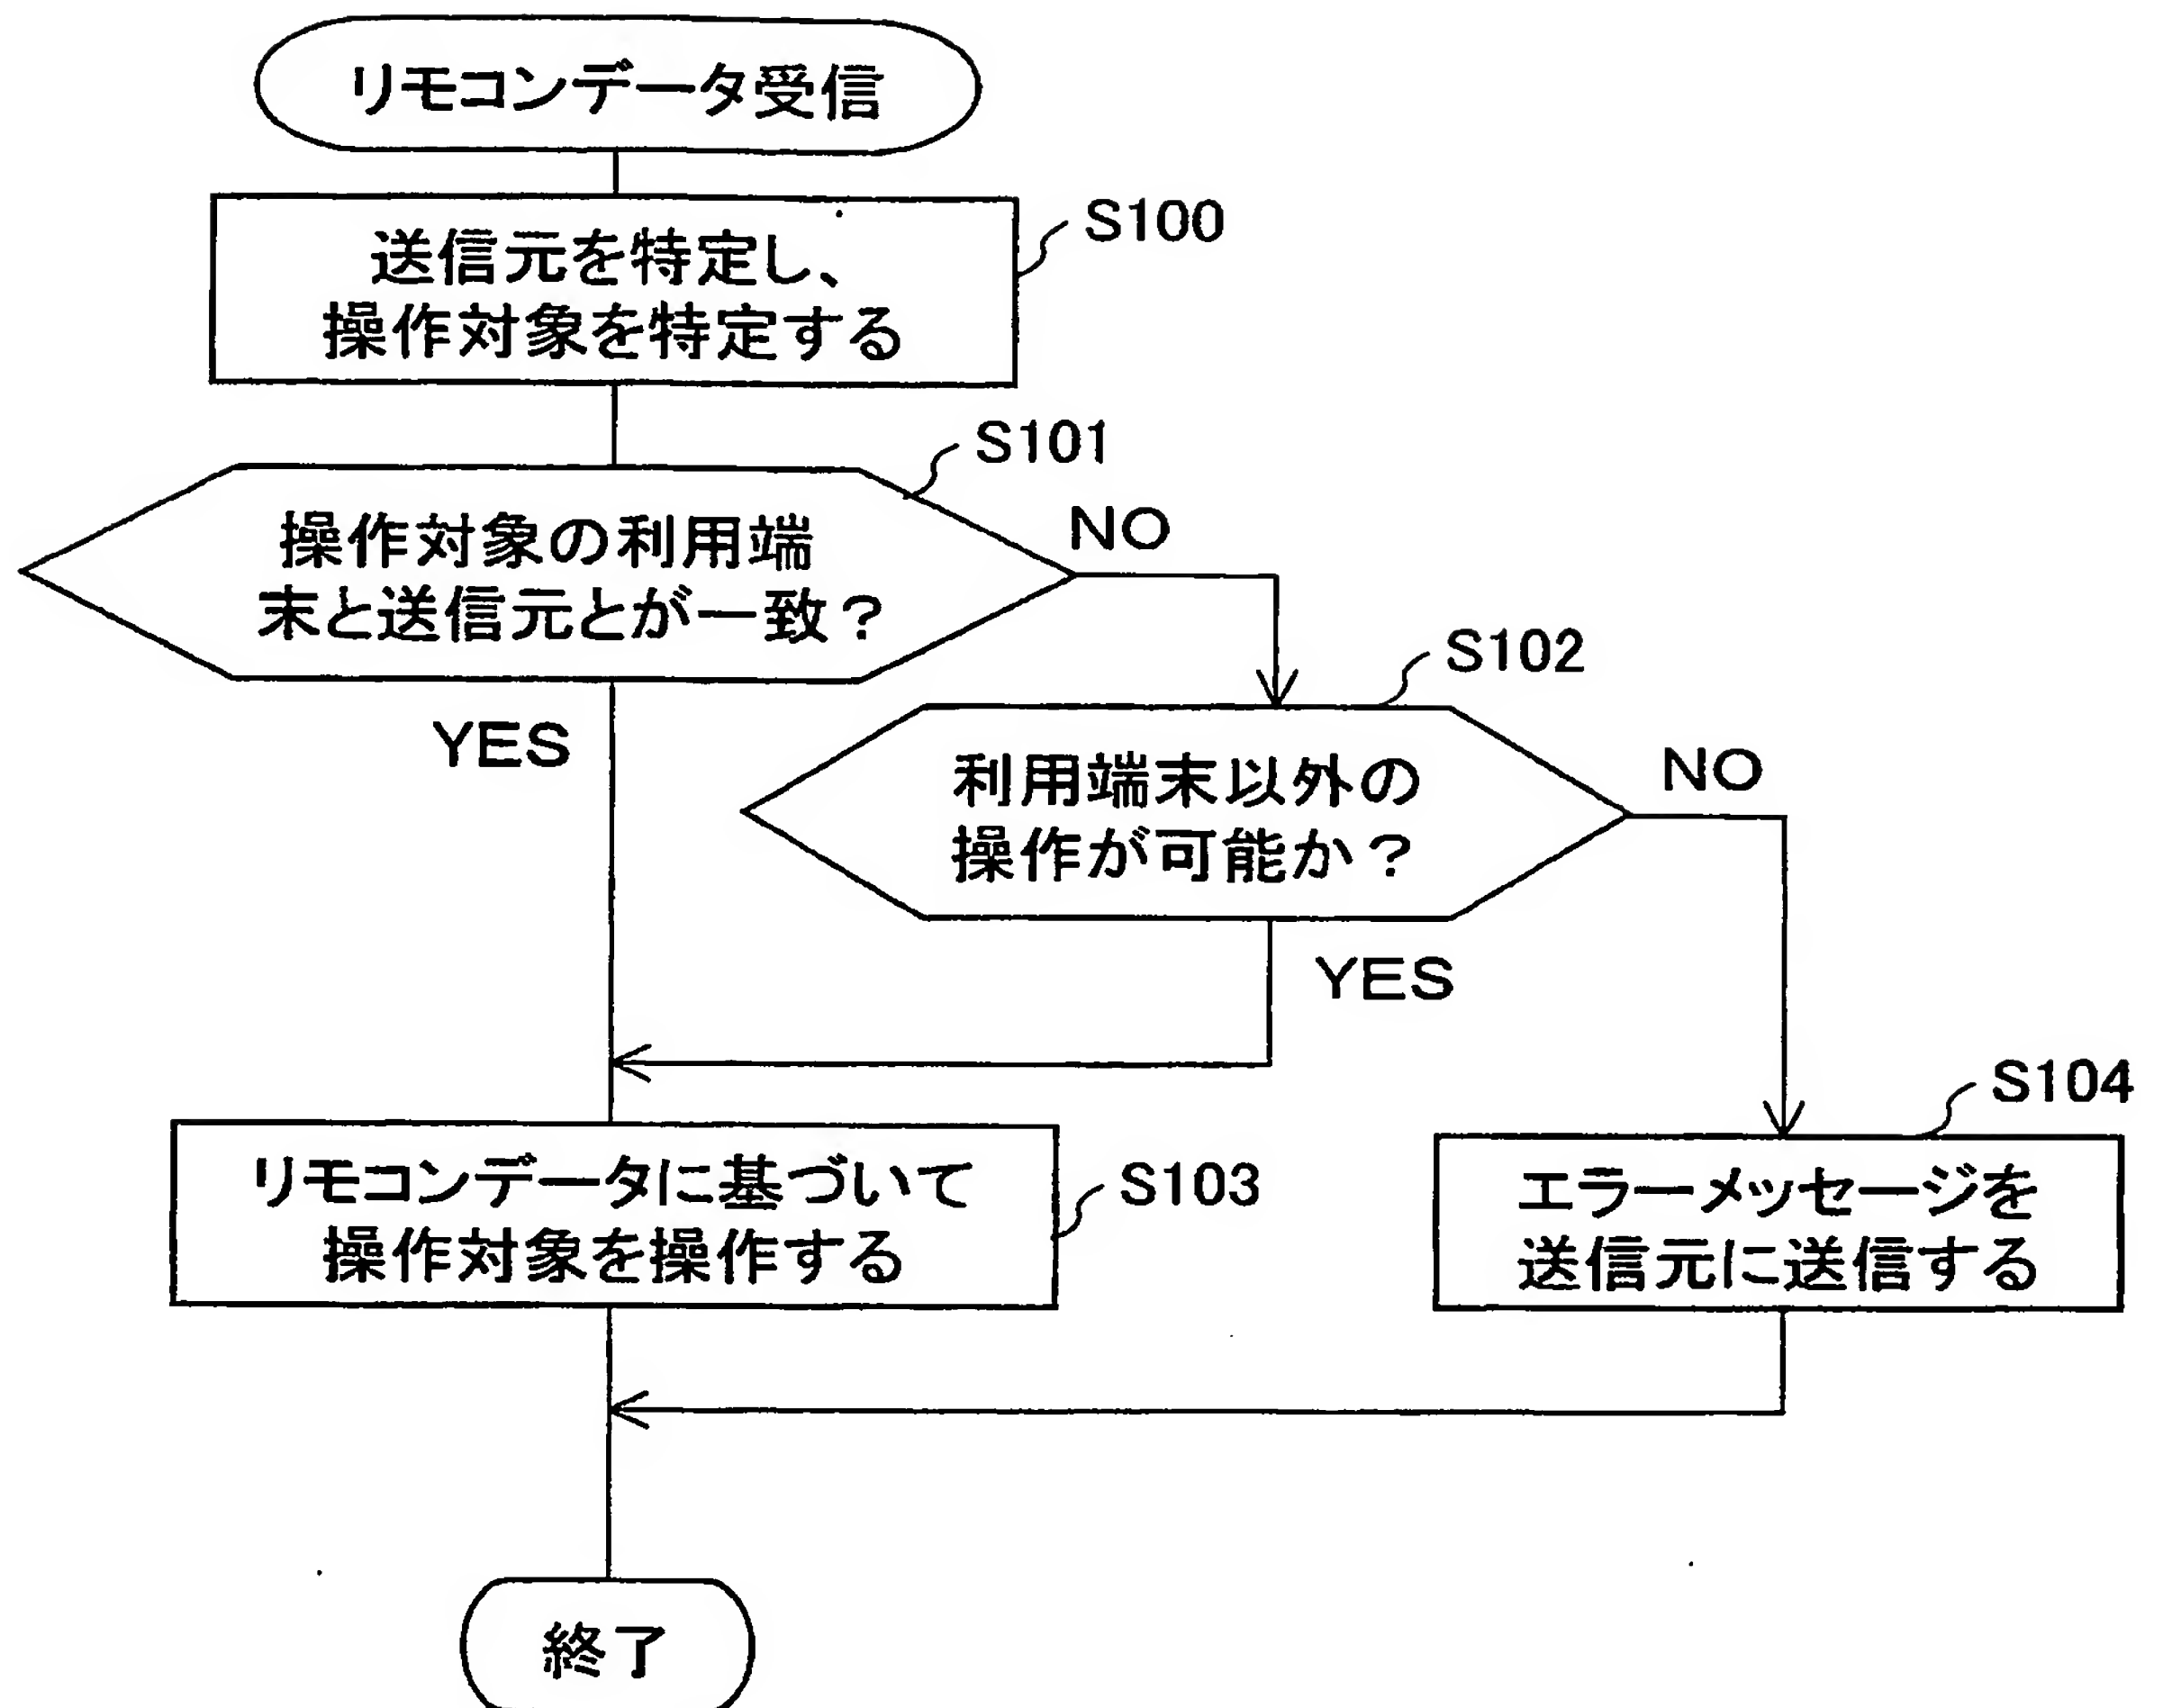 リモコンデータ受信
S100
送信元を特定し、
操作対象を特定する
S101
操作対象の利用端
末と送信元とが一致？
NO
YES
S102
利用端末以外の
操作が可能か？
NO
YES
リモコンデータに基づいて
操作対象を操作する
S103
S104
エラーメッセージを
送信元に送信する
終了